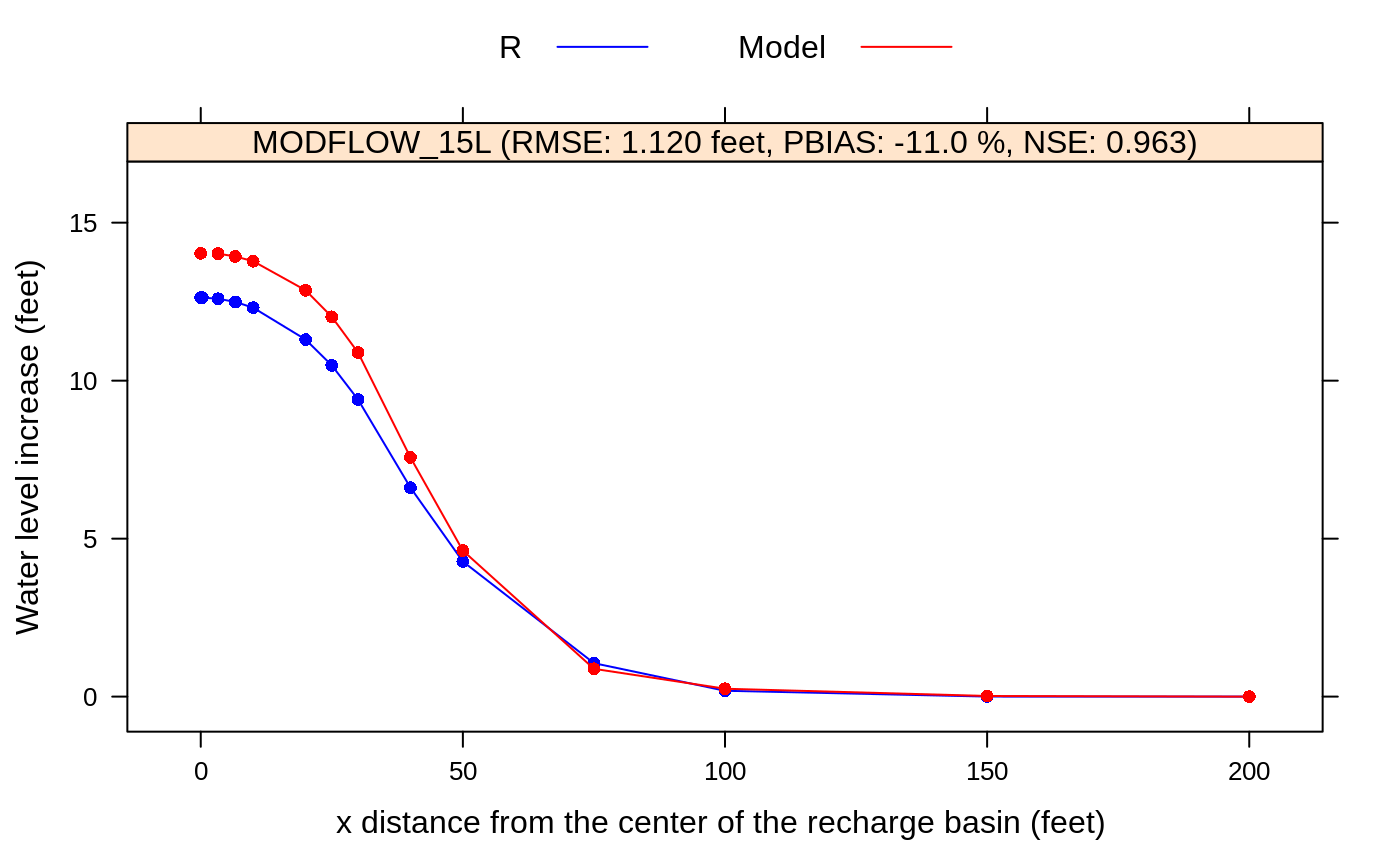 R Model
MODFLOW_15L (RMSE: 1.120 feet, PBIAS: -11.0 %, NSE: 0.963)
15
10
5
0
Water level increase (feet)
0 50 100 150 200
x distance from the center of the recharge basin (feet)